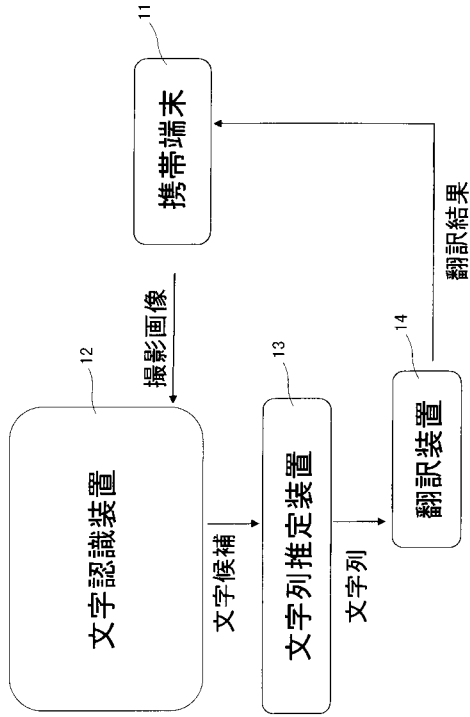 携帯端末
11
撮影画像
文字認識装置
12
文字候補
文字列推定装置
13
文字列
翻訳装置
14
翻訳結果